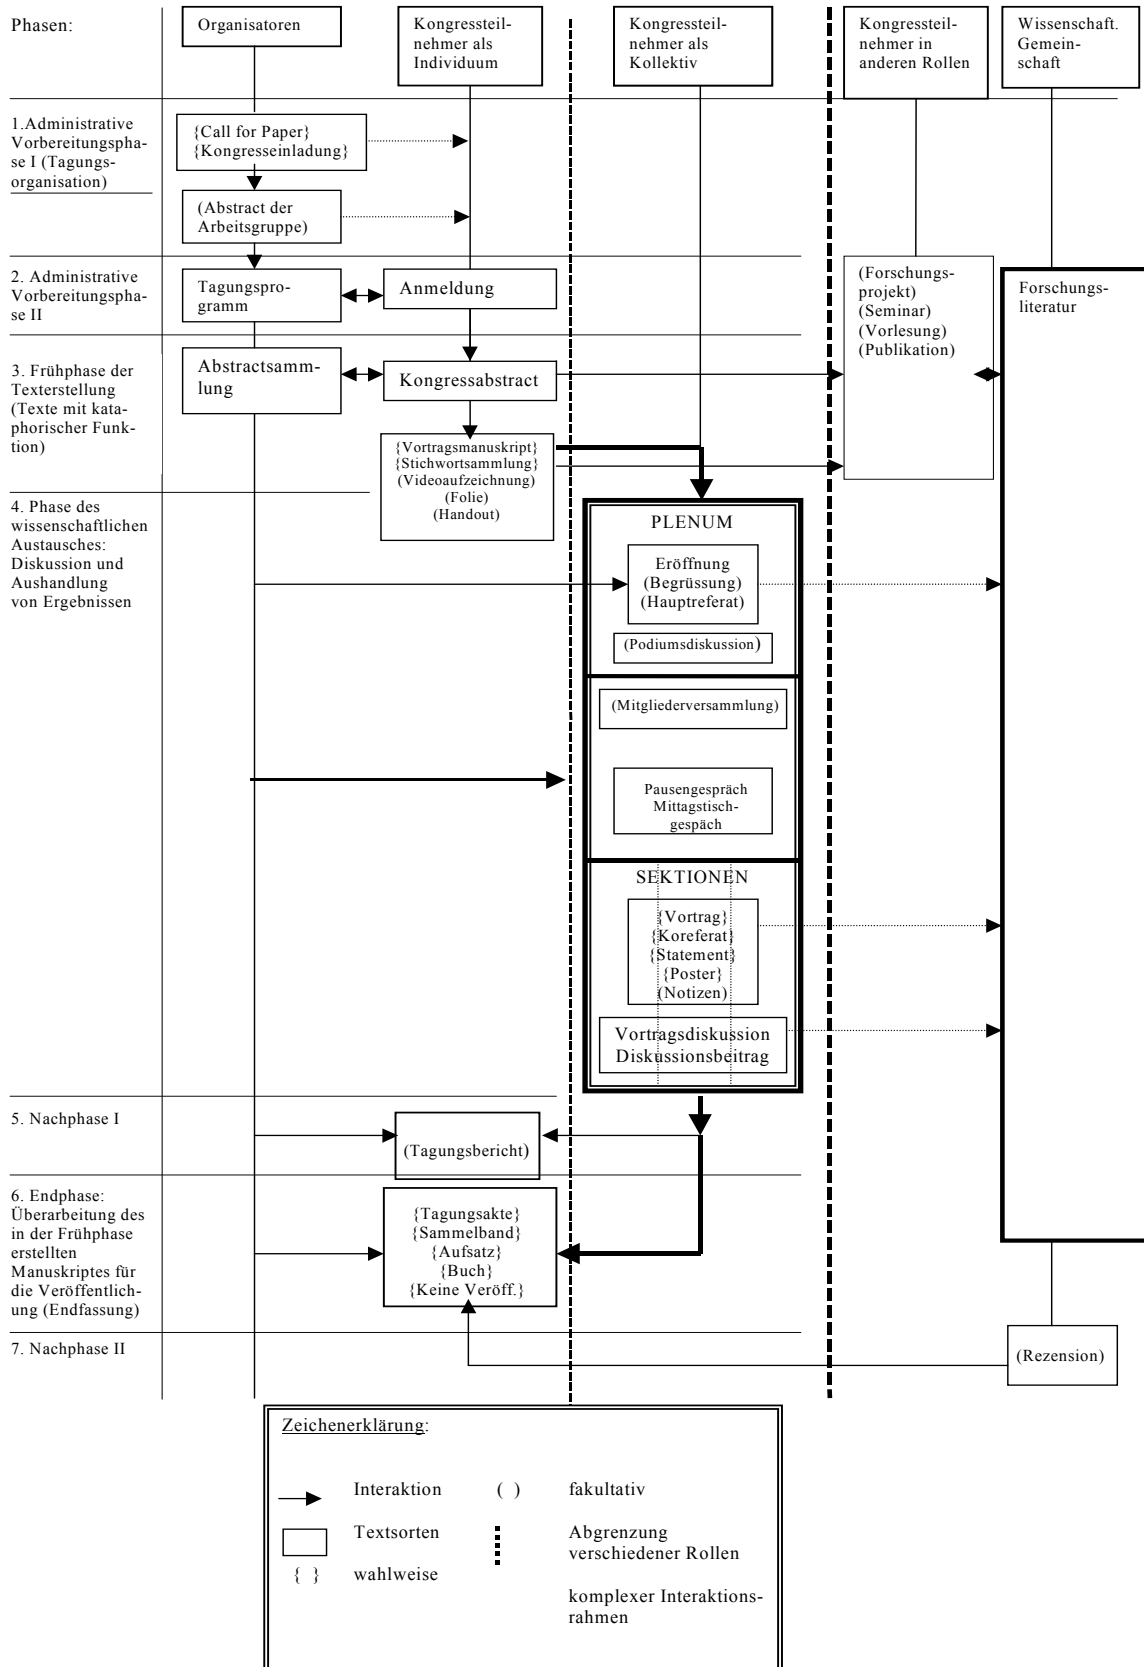 Phasen:
Organisatoren
Kongressteil-
nehmer als
Individuum
Kongressteil-
nehmer als
Kollektiv
Kongressteil-
nehmer in
anderen Rollen
Wissenschaft.
Gemein-
schaft
1.Administrative
Vorbereitungspha-
se I (Tagungs-
organisation)
{Call for Paper}
{Kongresseinladung}
(Abstract der
Arbeitsgruppe)
2. Administrative
Vorbereitungspha-
se II
Tagungspro-
gramm
Anmeldung
(Forschungs-
projekt)
(Seminar)
(Vorlesung)
(Publikation)
Forschungs-
literatur
3. Frühphase der
Texterstellung
(Texte mit kata-
phorischer Funk-
tion)
Abstractsamm-
lung
Kongressabstract
{Vortragsmanuskript}
{Stichwortsammlung}
(Videoaufzeichnung)
(Folie)
(Handout)
4. Phase des
wissenschaftlichen
Austausches:
Diskussion und
Aushandlung
von Ergebnissen
PLENUM
Eröffnung
(Begrüssung)
(Hauptreferat)
(Podiumsdiskussion)
(Mitgliederversammlung)
Pausengespräch
Mittagstisch-
gespäch
SEKTIONEN
{Vortrag}
{Koreferat}
{Statement}
{Poster}
(Notizen)
Vortragsdiskussion
Diskussionsbeitrag
5. Nachphase I
(Tagungsbericht)
6. Endphase:
Überarbeitung des
in der Frühphase
erstellten
Manuskriptes für
die Veröffentlich-
ung (Endfassung)
{Tagungsakte}
{Sammelband}
{Aufsatz}
{Buch}
{Keine Veröff.}
7. Nachphase II
(Rezension)
Zeichenerklärung:
Interaktion
( ) fakultativ
Textsorten
Abgrenzung
verschiedener Rollen
{ } wahlweise
komplexer Interaktions-
rahmen